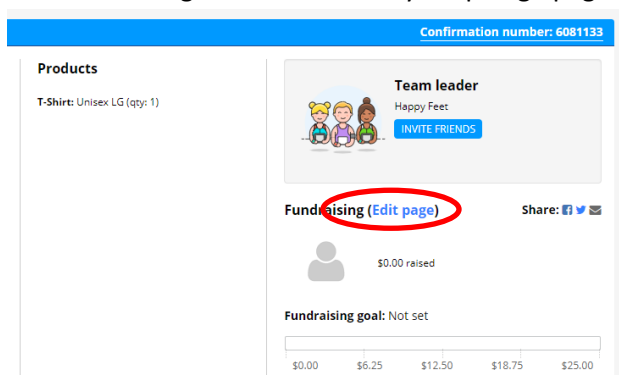 Confirmation number: 6081133
Products
T-Shirt: Unisex LG (qty: 1)
Team leader
Happy Feet
INVITE FRIENDS
Fundraising (Edit page)
Share:
$0.00 raised
Fundraising goal: Not set
$0.00 $6.25 $12.50 $18.75 $25.00